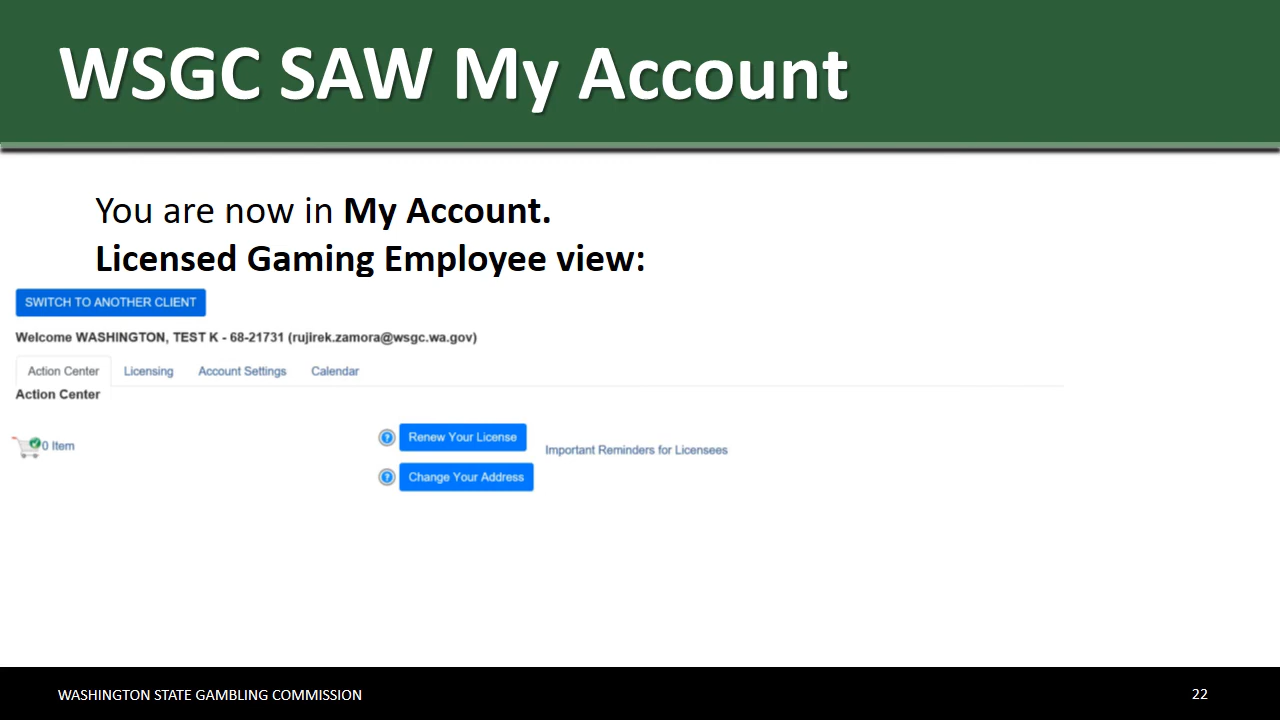 WSGC SAW My Account
You are now in My Account.
Licensed Gaming Employee view:
SWITCH TO ANOTHER CLIENT
Welcome WASHINGTON, TEST K - 68-21731 (rujirek.zamora@wsgc.wa.gov)
Action Center Licensing Account Settings Calendar
Action Center
0 Item
? Renew Your License
Important Reminders for Licensees
? Change Your Address
WASHINGTON STATE GAMBLING COMMISSION 22